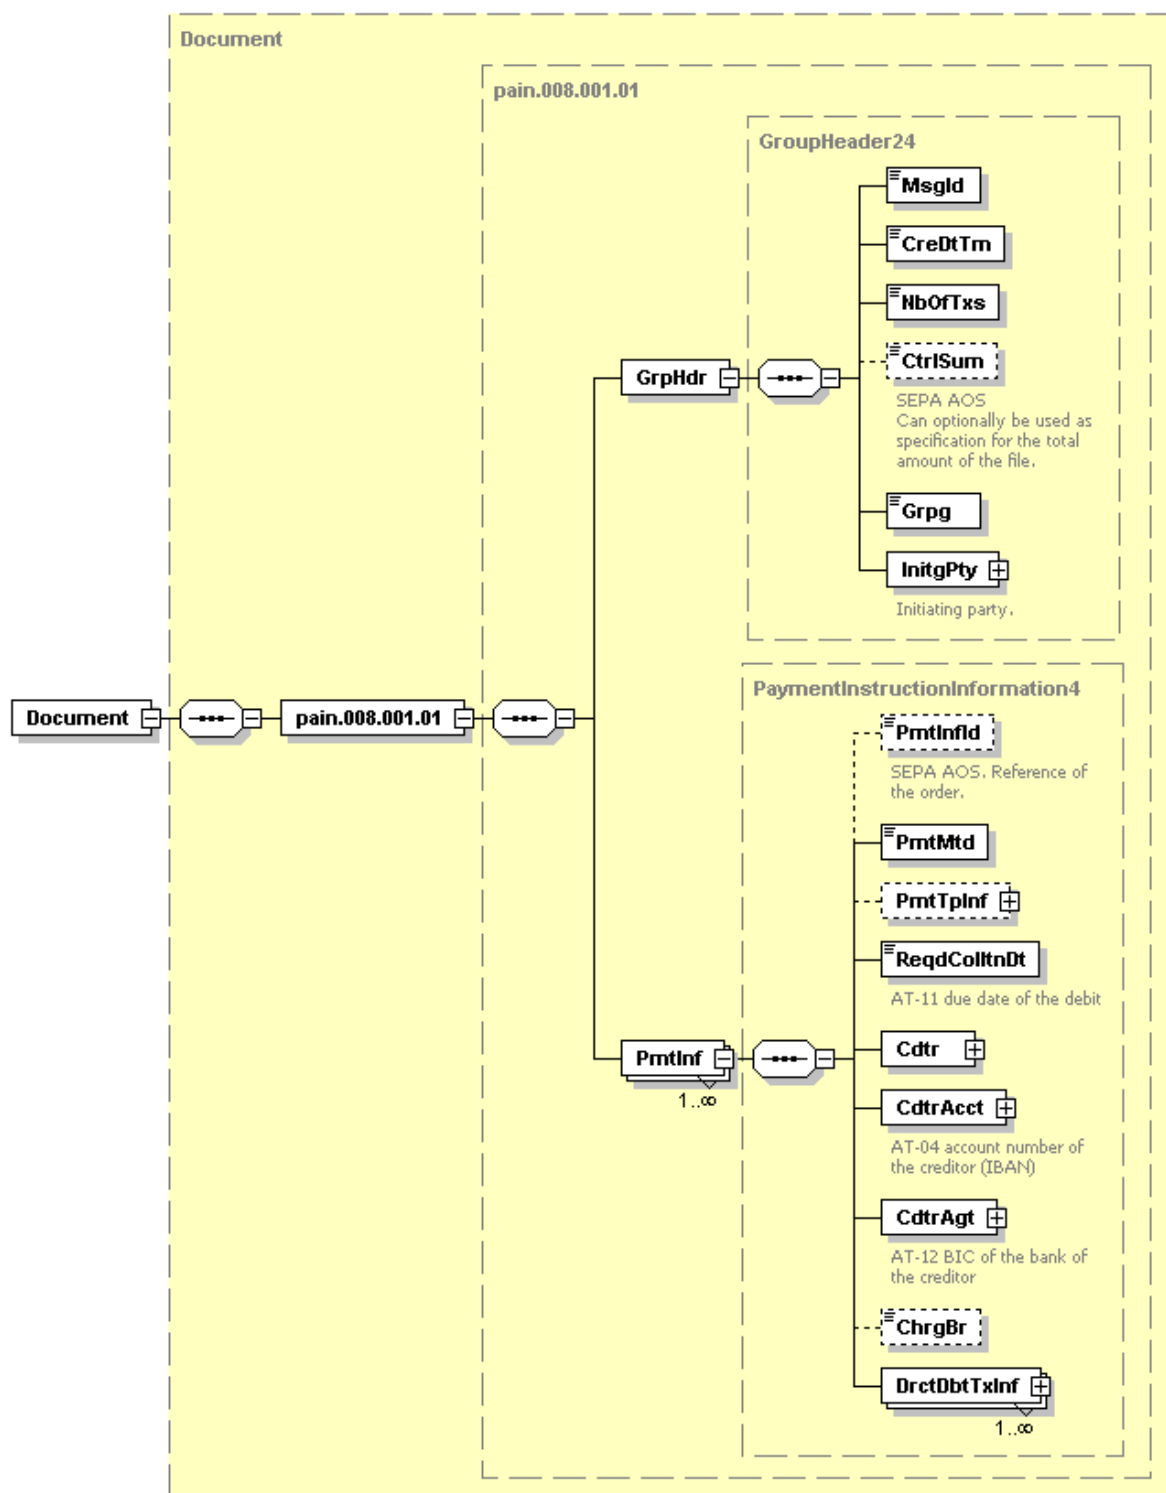 Document
pain.008.001.01
GroupHeader24
MsgId
CreDtTm
NbOfTxs
CtrlSum
SEPA AOS
Can optionally be used as
specification for the total
amount of the file.
GrpHdr
Grpg
InitgPty
Initiating party.
PaymentInstructionInformation4
Document
pain.008.001.01
PmtInfId
SEPA AOS. Reference of
the order.
PmtMtd
PmtTpInf
ReqdColltnDt
AT-11 due date of the debit
PmtInf
1..∞
Cdtr
CdtrAcct
AT-04 account number of
the creditor (IBAN)
CdtrAgt
AT-12 BIC of the bank of
the creditor
ChrgBr
DrctDbtTxInf
1..∞